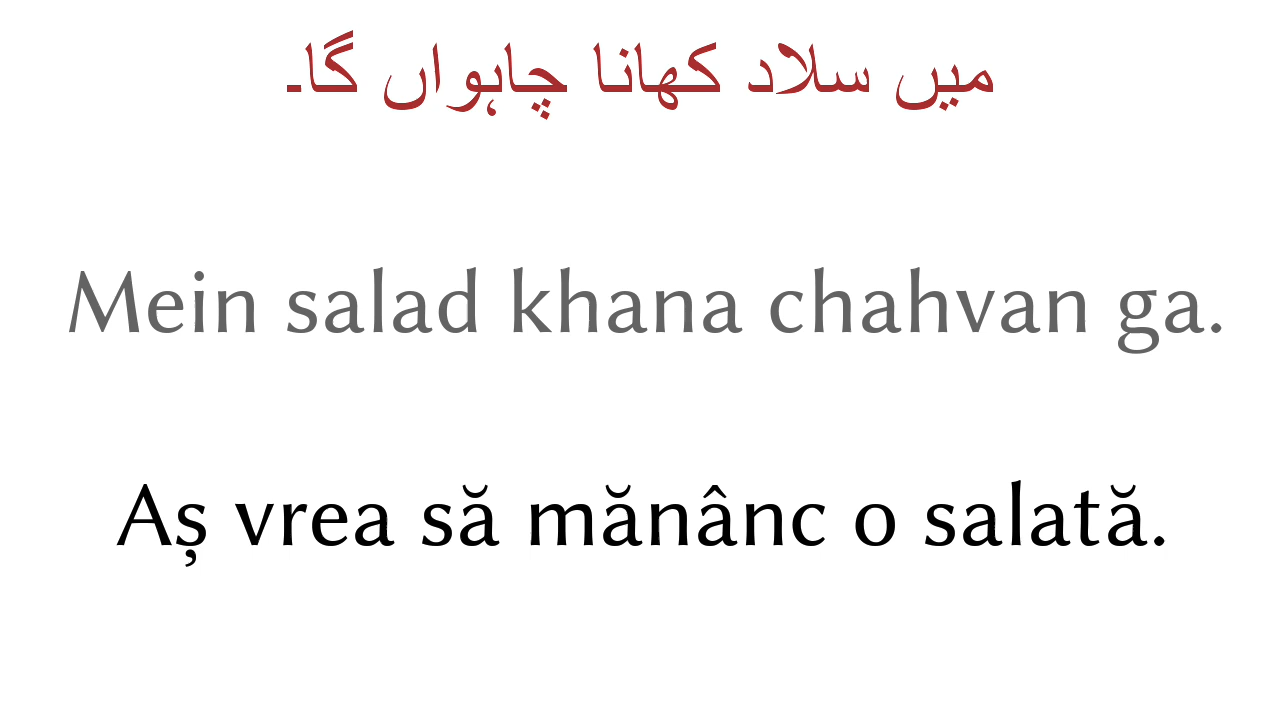 میں سلاد کھانا چاہواں گا۔
Mein salad khana chahvan ga.
Aș vrea să mănânc o salată.